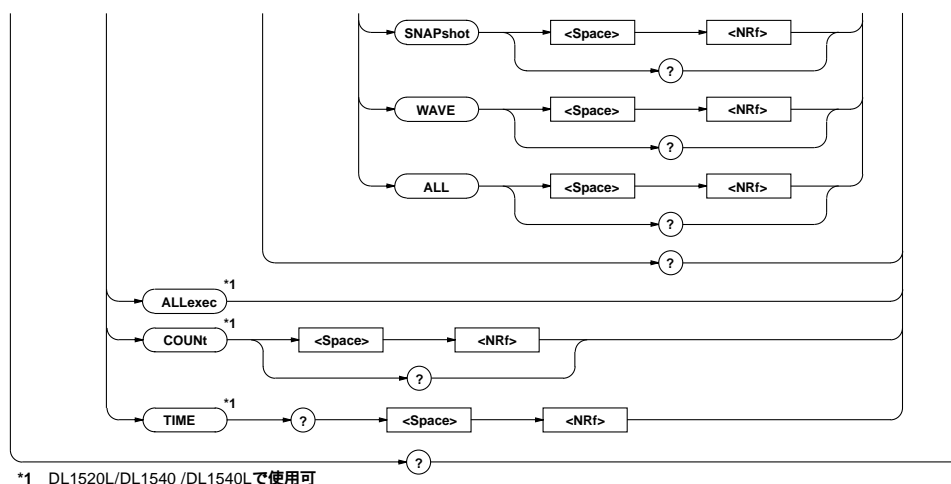 SNAPshot <Space> <NRf>
?
WAVE <Space> <NRf>
?
ALL <Space> <NRf>
?
?
ALLexec *1
COUNt *1 <Space> <NRf>
?
TIME *1 ? <Space> <NRf>
?
*1 DL1520L/DL1540 /DL1540Lで使用可